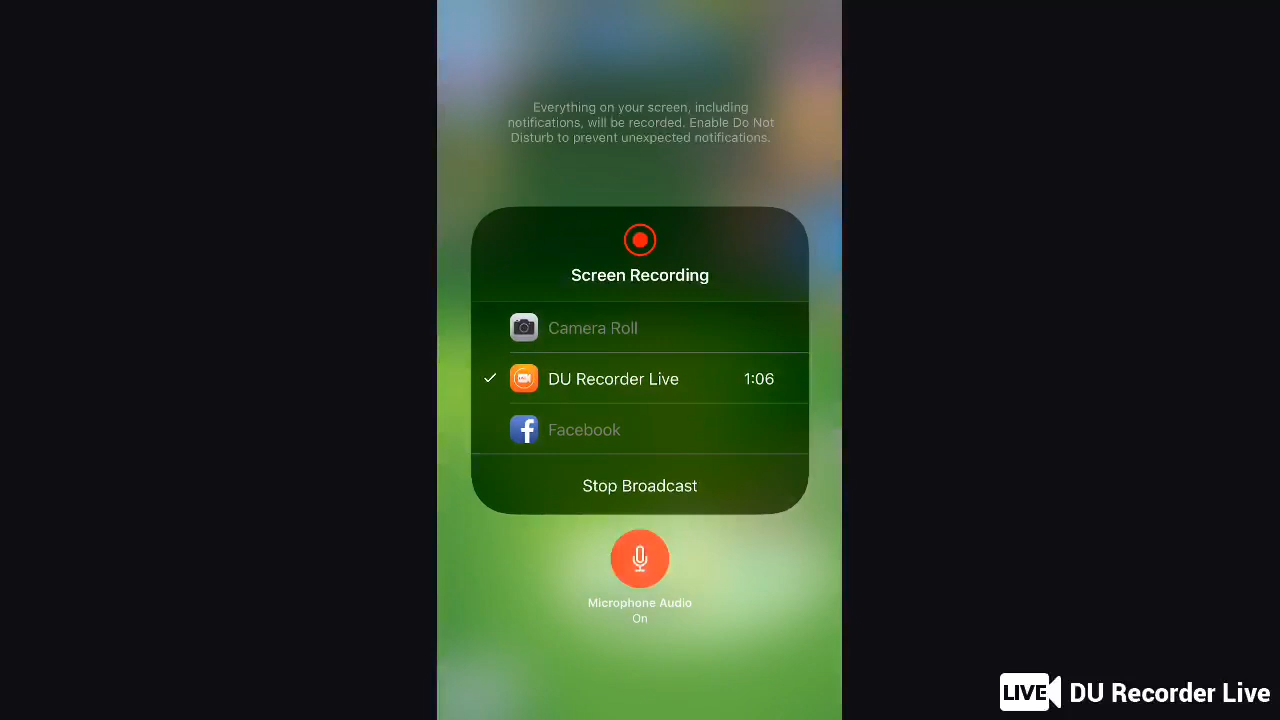 Everything on your screen, including
notifications, will be recorded. Enable Do Not
Disturb to prevent unexpected notifications.
Screen Recording
Camera Roll
DU Recorder Live 1:06
Facebook
Stop Broadcast
Microphone Audio
On
LIVE DU Recorder Live